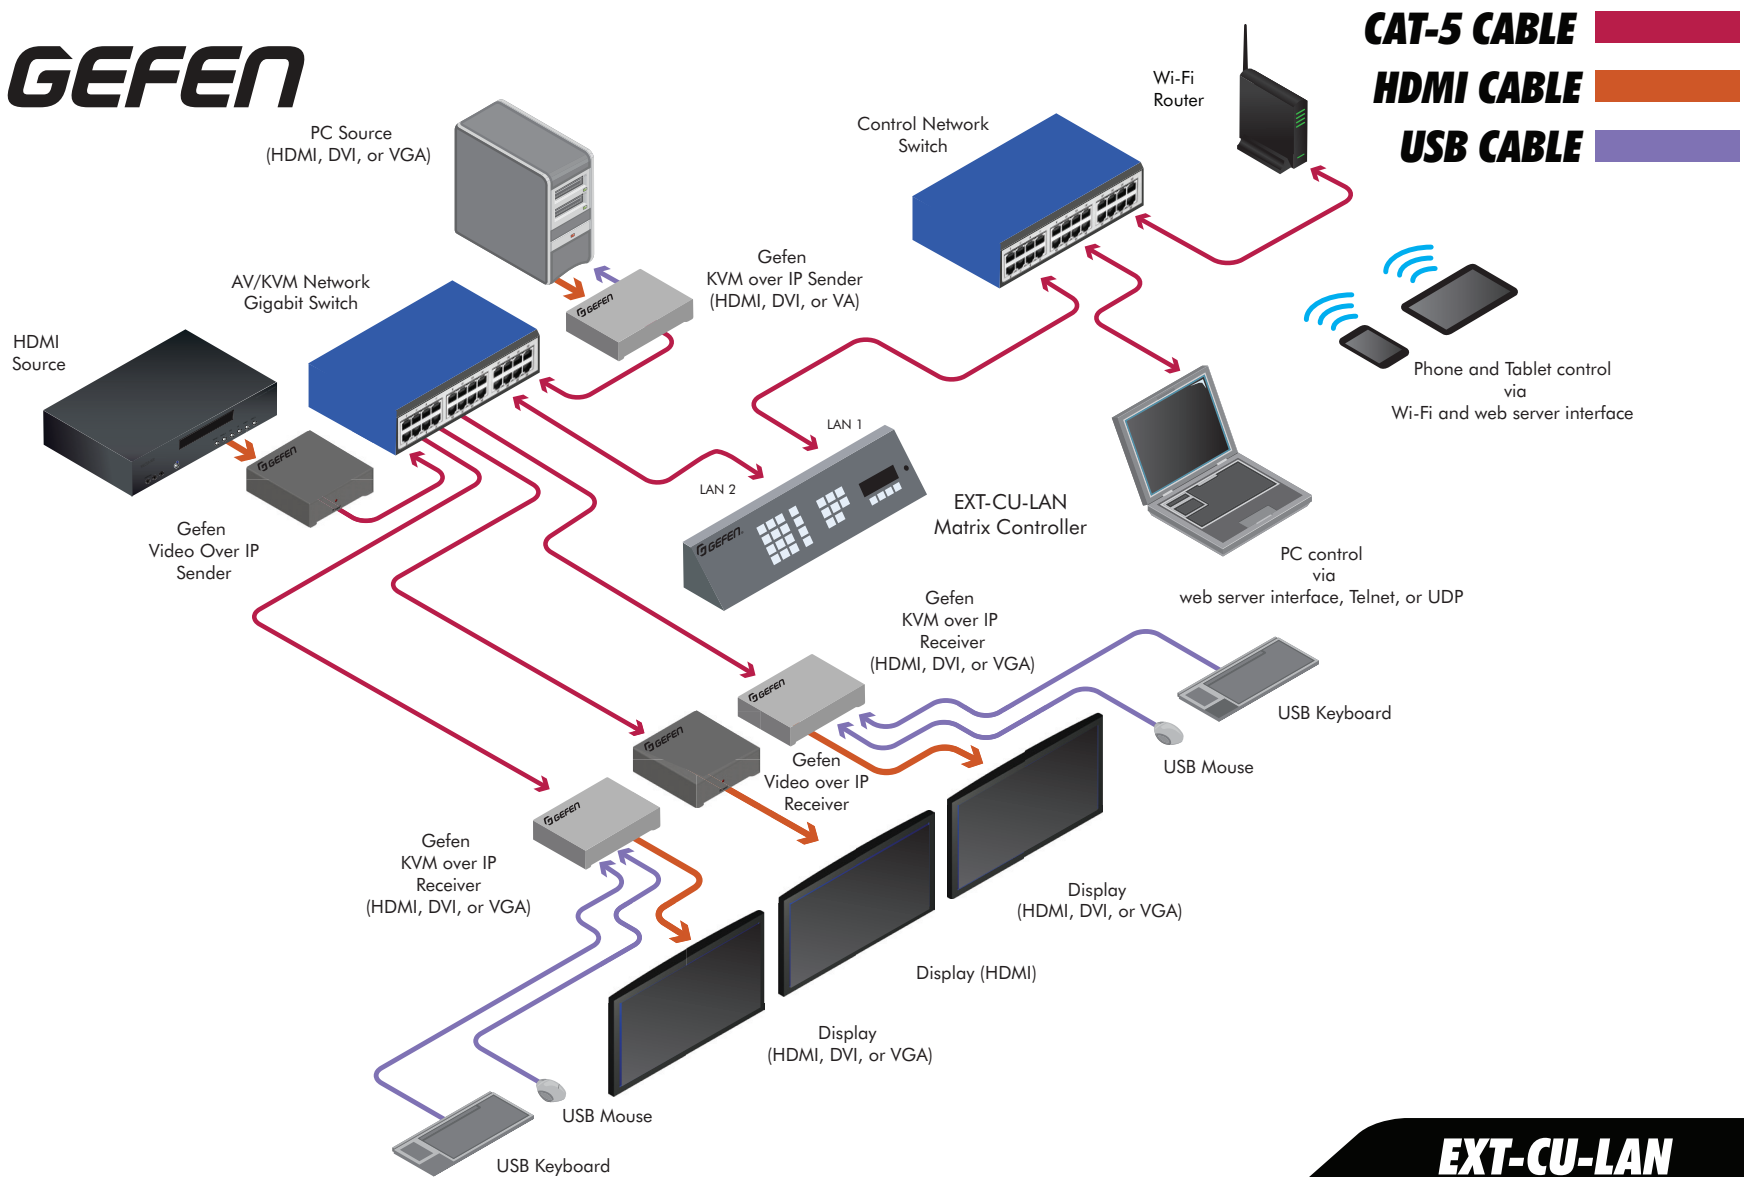 GEFEN
CAT-5 CABLE
HDMI CABLE
USB CABLE
Wi-Fi
Router
PC Source
(HDMI, DVI, or VGA)
Control Network
Switch
Gefen
KVM over IP Sender
(HDMI, DVI, or VA)
AV/KVM Network
Gigabit Switch
GEFEN
HDMI
Source
Phone and Tablet control
via
Wi-Fi and web server interface
LAN 1
GEFEN
LAN 2
EXT-CU-LAN
Matrix Controller
GEFEN
Gefen
Video Over IP
Sender
PC control
via
web server interface, Telnet, or UDP
Gefen
KVM over IP
Receiver
(HDMI, DVI, or VGA)
GEFEN
USB Keyboard
GEFEN
USB Mouse
Gefen
Video over IP
Receiver
GEFEN
Gefen
KVM over IP
Receiver
(HDMI, DVI, or VGA)
Display
(HDMI, DVI, or VGA)
Display (HDMI)
Display
(HDMI, DVI, or VGA)
USB Mouse
USB Keyboard
EXT-CU-LAN